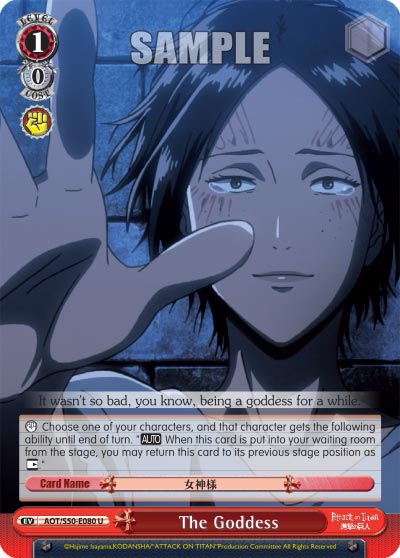 LEVEL
1
SAMPLE
0
COST
It wasn't so bad, you know, being a goddess for a while.
Choose one of your characters, and that character gets the following
ability until end of turn. "AUTO When this card is put into your waiting room
from the stage, you may return this card to its previous stage position as
."
Card Name 女神様
EV AOT/S50-E080 U The Goddess Attack on Titan
進撃の巨人
©Hajime Isayama,KODANSHA/"ATTACK ON TITAN"Production Committee All Rights Reserved